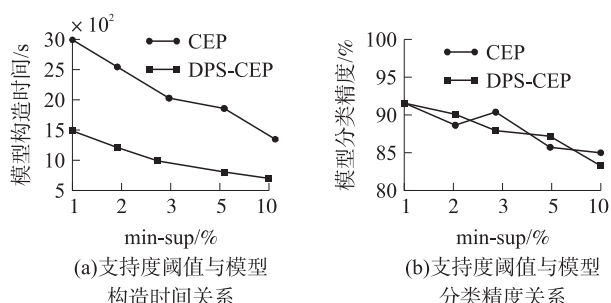 × 10²
30
25
20
15
10
5
模型构造时间/s
CEP
DPS-CEP
1 2 3 5 10
min-sup/%
(a)支持度阈值与模型
构造时间关系
100
95
90
85
80
模型分类精度/%
CEP
DPS-CEP
1 2 3 5 10
min-sup/%
(b)支持度阈值与模型
分类精度关系